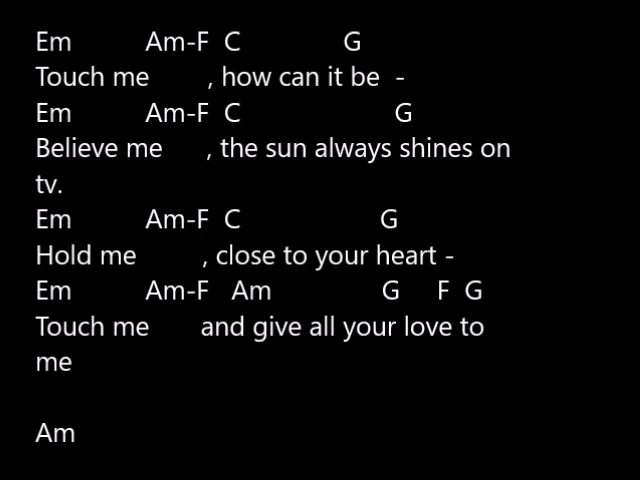 Em Am-F C G
Touch me , how can it be -
Em Am-F C G
Believe me , the sun always shines on
tv.
Em Am-F C G
Hold me , close to your heart -
Em Am-F Am G F G
Touch me and give all your love to
me
Am